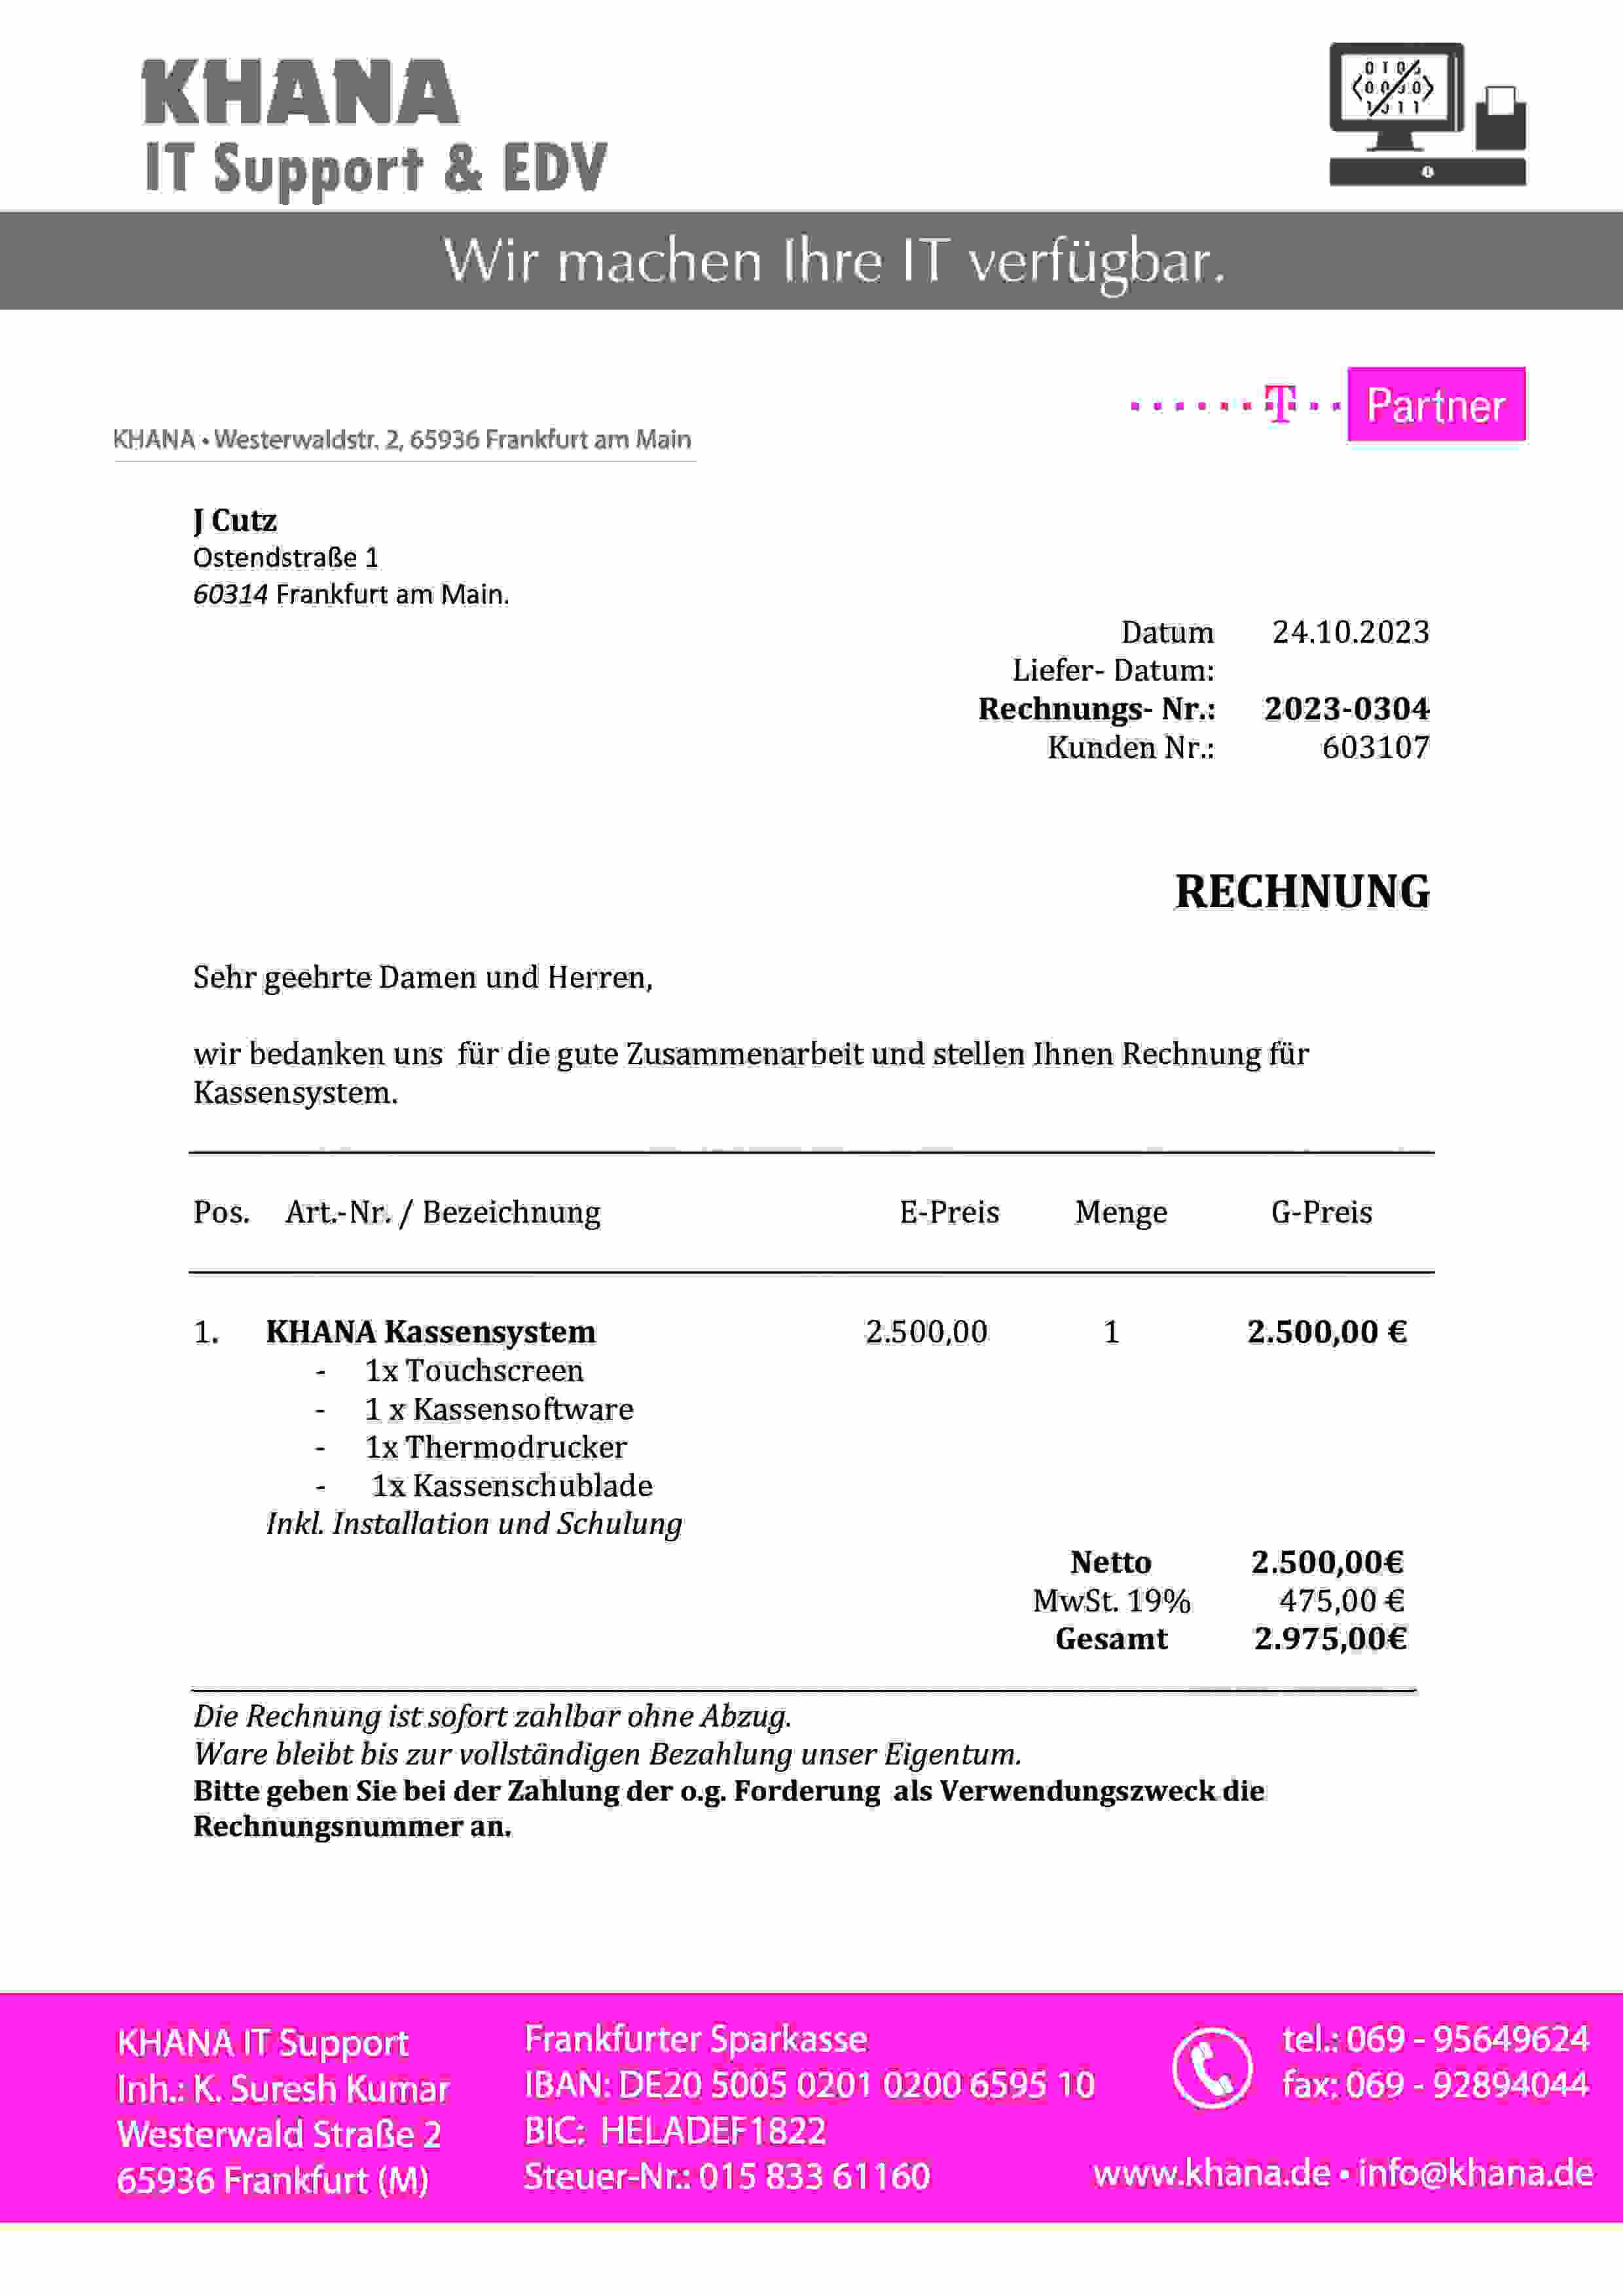 KHANA
IT Support & EDV
Wir machen Ihre IT verfügbar.
T Partner
KHANA • Westerwaldstr. 2, 65936 Frankfurt am Main
J Cutz
Ostendstraße 1
60314 Frankfurt am Main.
Datum 24.10.2023
Liefer- Datum:
Rechnungs- Nr.: 2023-0304
Kunden Nr.: 603107
RECHNUNG
Sehr geehrte Damen und Herren,
wir bedanken uns für die gute Zusammenarbeit und stellen Ihnen Rechnung für
Kassensystem.
Pos. Art.-Nr. / Bezeichnung E-Preis Menge G-Preis
1. KHANA Kassensystem 2.500,00 1 2.500,00 €
- 1x Touchscreen
- 1 x Kassensoftware
- 1x Thermodrucker
- 1x Kassenschublade
Inkl. Installation und Schulung
Netto 2.500,00€
MwSt. 19% 475,00 €
Gesamt 2.975,00€
Die Rechnung ist sofort zahlbar ohne Abzug.
Ware bleibt bis zur vollständigen Bezahlung unser Eigentum.
Bitte geben Sie bei der Zahlung der o.g. Forderung als Verwendungszweck die
Rechnungsnummer an.
KHANA IT Support
Inh.: K. Suresh Kumar
Westerwald Straße 2
65936 Frankfurt (M)
Frankfurter Sparkasse
IBAN: DE20 5005 0201 0200 6595 10
BIC: HELADEF1822
Steuer-Nr.: 015 833 61160
tel.: 069 - 95649624
fax: 069 - 92894044
www.khana.de • info@khana.de